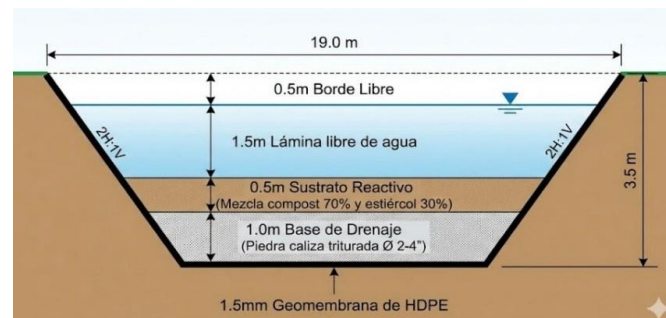 19.0 m
0.5m Borde Libre
1.5m Lámina libre de agua
2H:1V
2H:1V
0.5m Sustrato Reactivo
(Mezcla compost 70% y estiércol 30%)
1.0m Base de Drenaje
(Piedra caliza triturada Ø 2-4")
3.5 m
1.5mm Geomembrana de HDPE